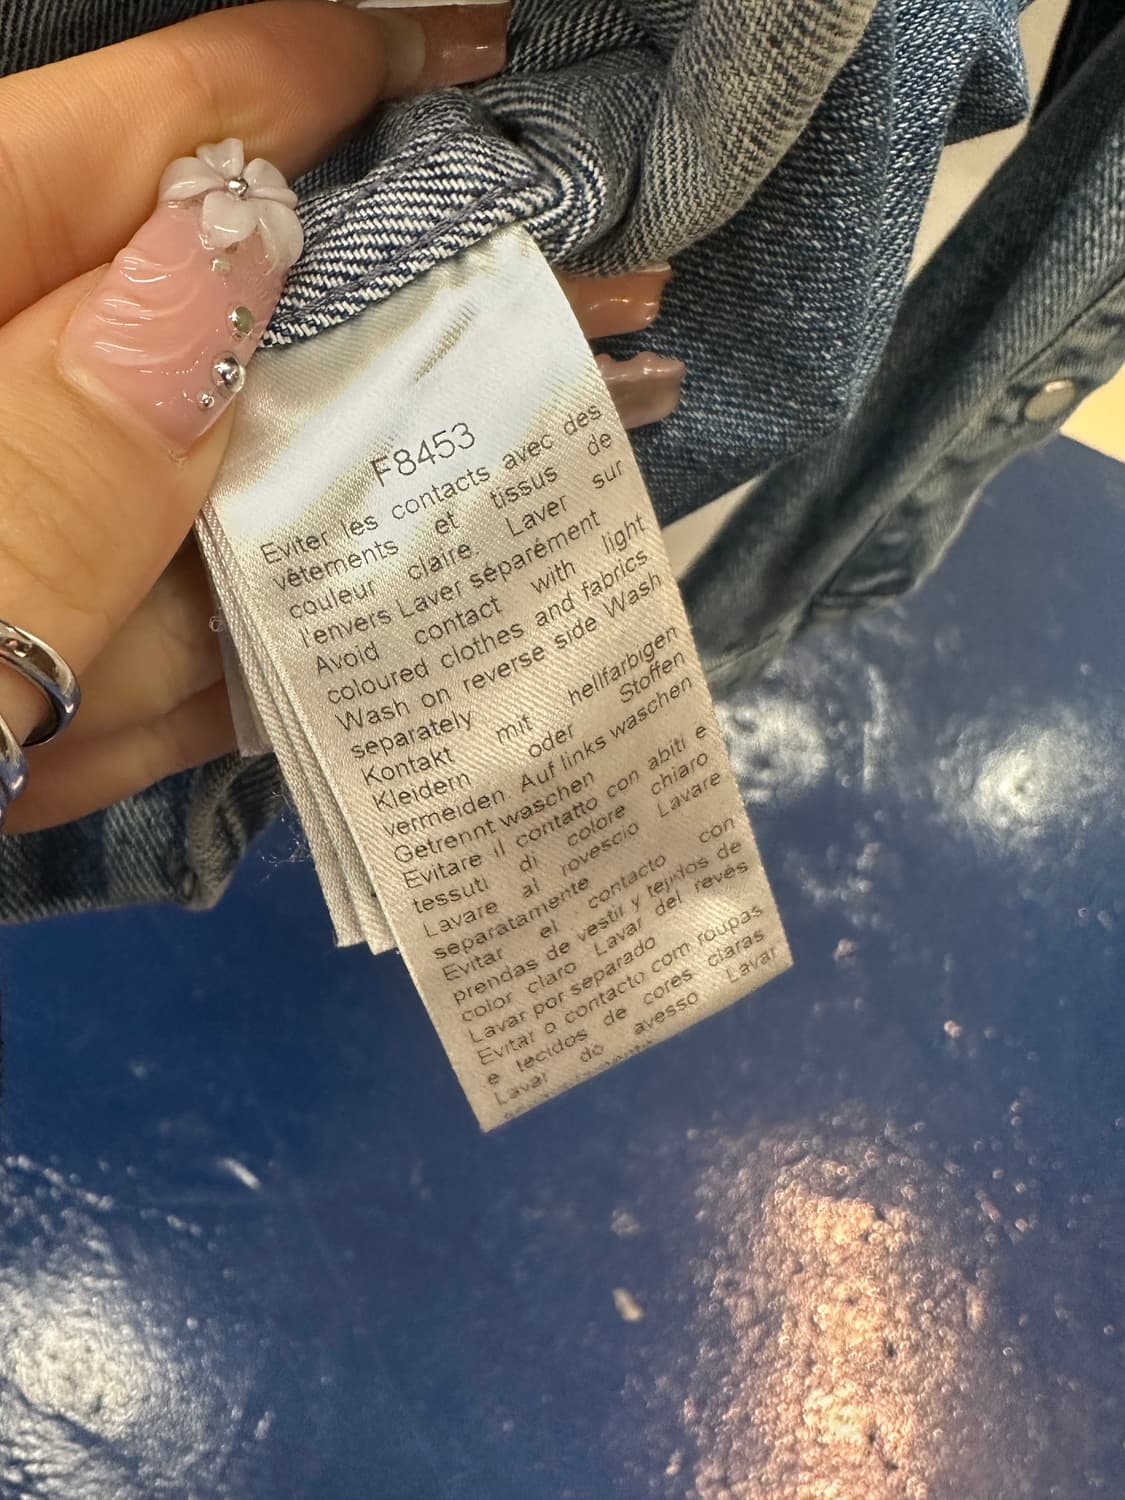 F8453
Eviter les contacts avec des
vêtements et tissus de
couleur claire. Laver sur
l'envers Laver séparément
Avoid contact with light
coloured clothes and fabrics
Wash on reverse side Wash
separately
Kontakt mit hellfarbigen
Kleidern oder Stoffen
vermeiden Auf links waschen
Getrennt waschen
Evitare il contatto con abiti e
tessuti di colore chiaro
Lavare al rovescio Lavare
separatamente
Evitar el contacto con
prendas de vestir y tejidos de
color claro Lavar del revés
Lavar por separado
Evitar o contacto com roupas
e tecidos de cores claras
Lavar do avesso Lavar